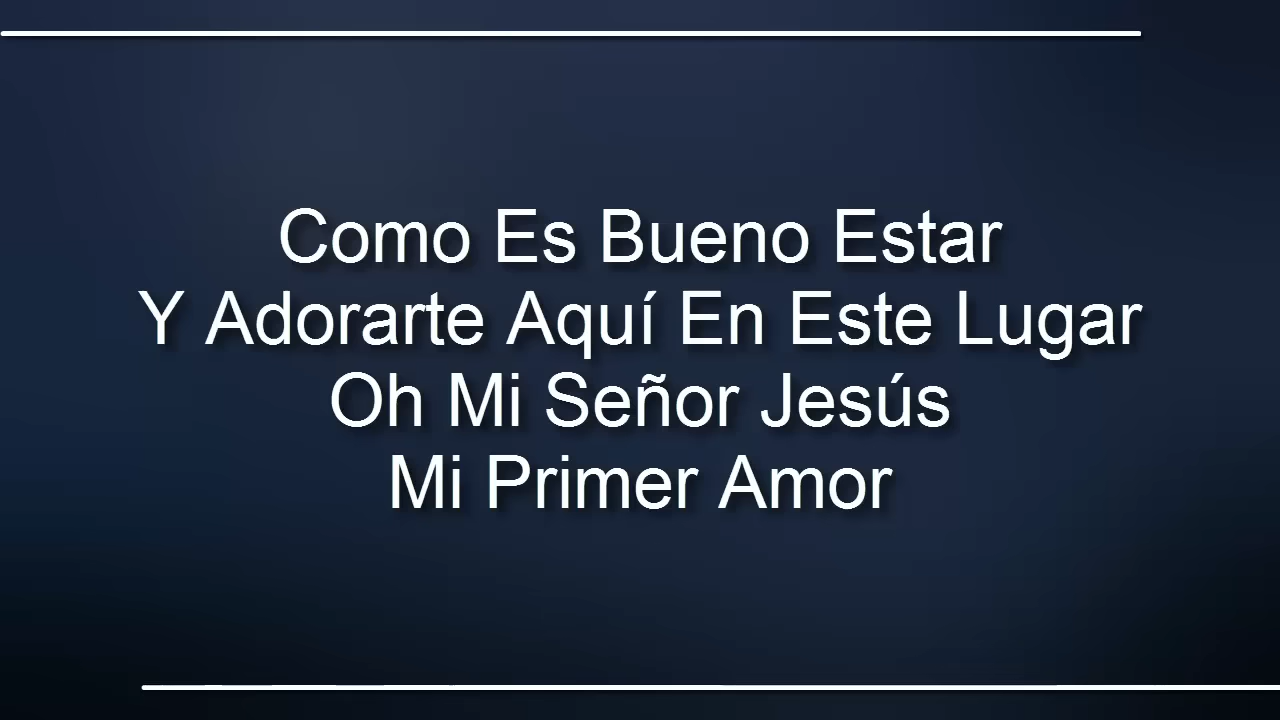 Como Es Bueno Estar
Y Adorarte Aquí En Este Lugar
Oh Mi Señor Jesús
Mi Primer Amor